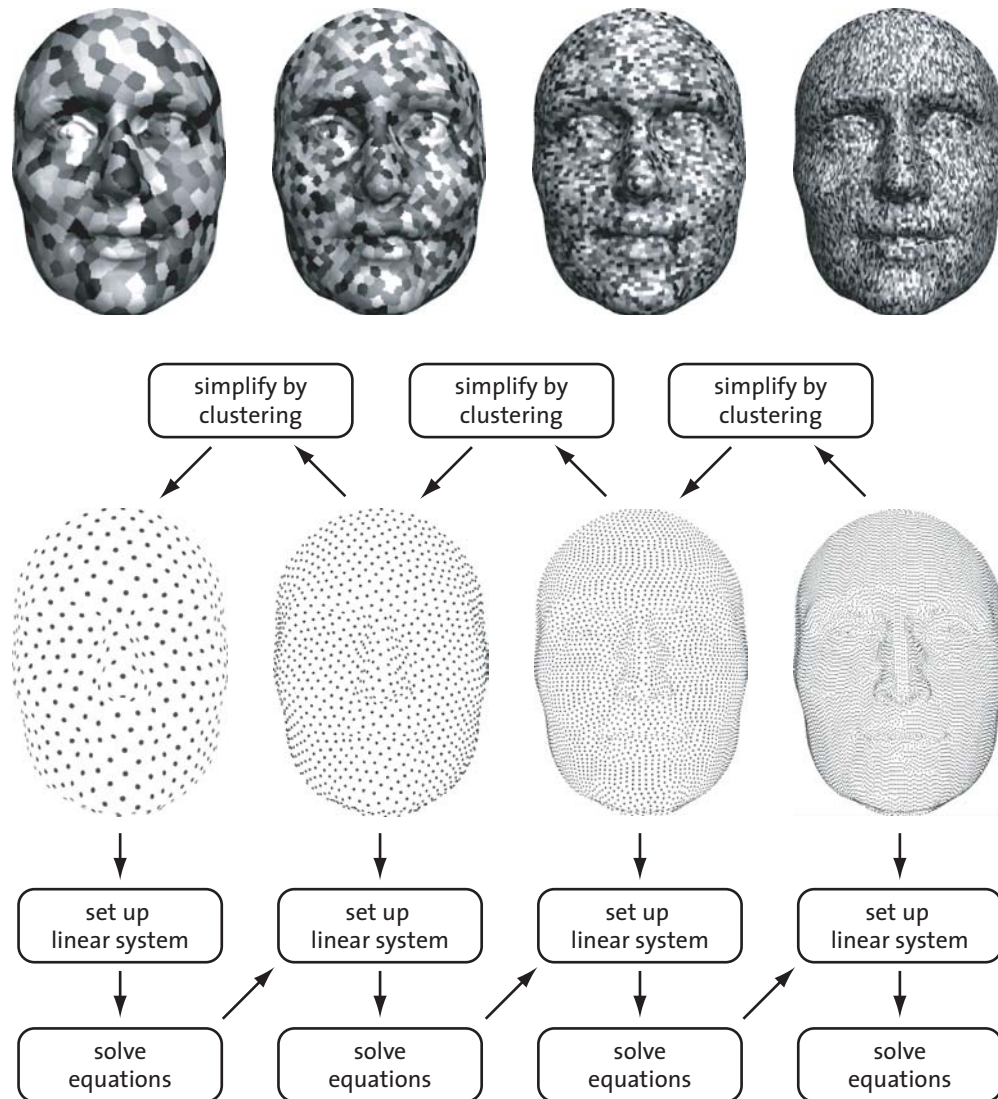 simplify by
clustering
simplify by
clustering
simplify by
clustering
set up
linear system
set up
linear system
set up
linear system
set up
linear system
solve
equations
solve
equations
solve
equations
solve
equations